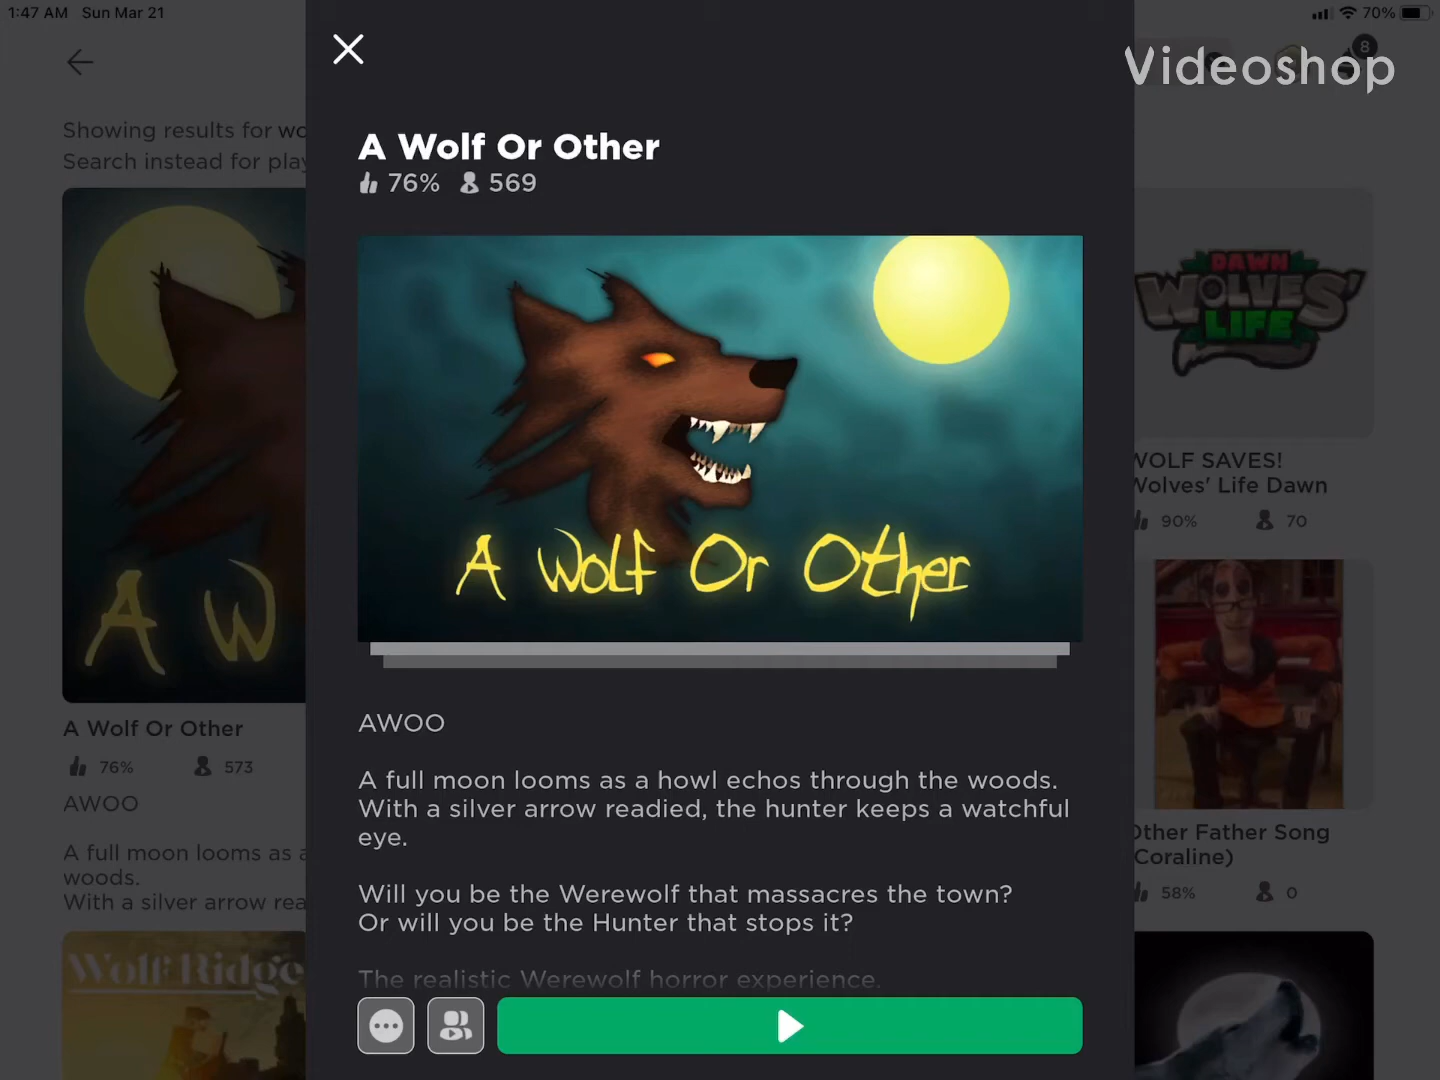 1:47 AM Sun Mar 21
70%
8
Videoshop
Showing results for wo
Search instead for play
A Wolf Or Other
76% 569
A Wolf Or Other
AWOO
A full moon looms as a howl echos through the woods.
With a silver arrow readied, the hunter keeps a watchful
eye.
Will you be the Werewolf that massacres the town?
Or will you be the Hunter that stops it?
The realistic Werewolf horror experience.
A W
A Wolf Or Other
76% 573
AWOO
A full moon looms as a
woods.
With a silver arrow rea
Wolf Ridge
DAWN
WOLVES'
LIFE
WOLF SAVES!
Wolves' Life Dawn
90% 70
Other Father Song
(Coraline)
58% 0